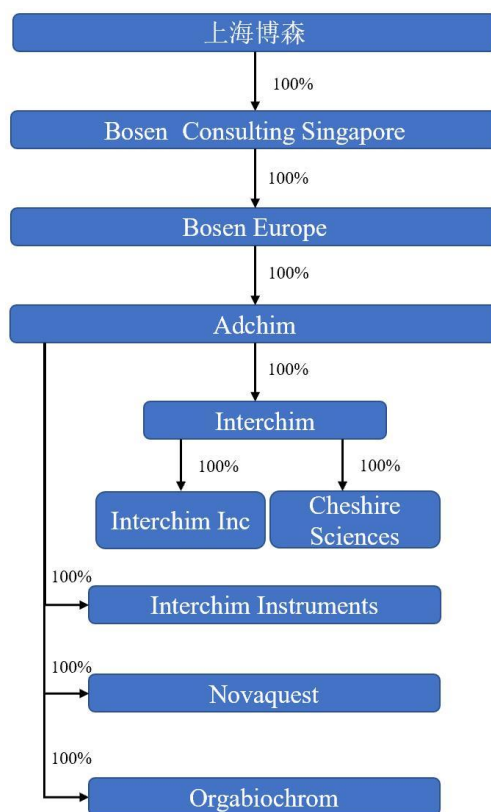 上海博森
100%
Bosen Consulting Singapore
100%
Bosen Europe
100%
Adchim
100%
Interchim
100%
100%
Interchim Inc
Cheshire
Sciences
100%
Interchim Instruments
100%
Novaquest
100%
Orgabiochrom